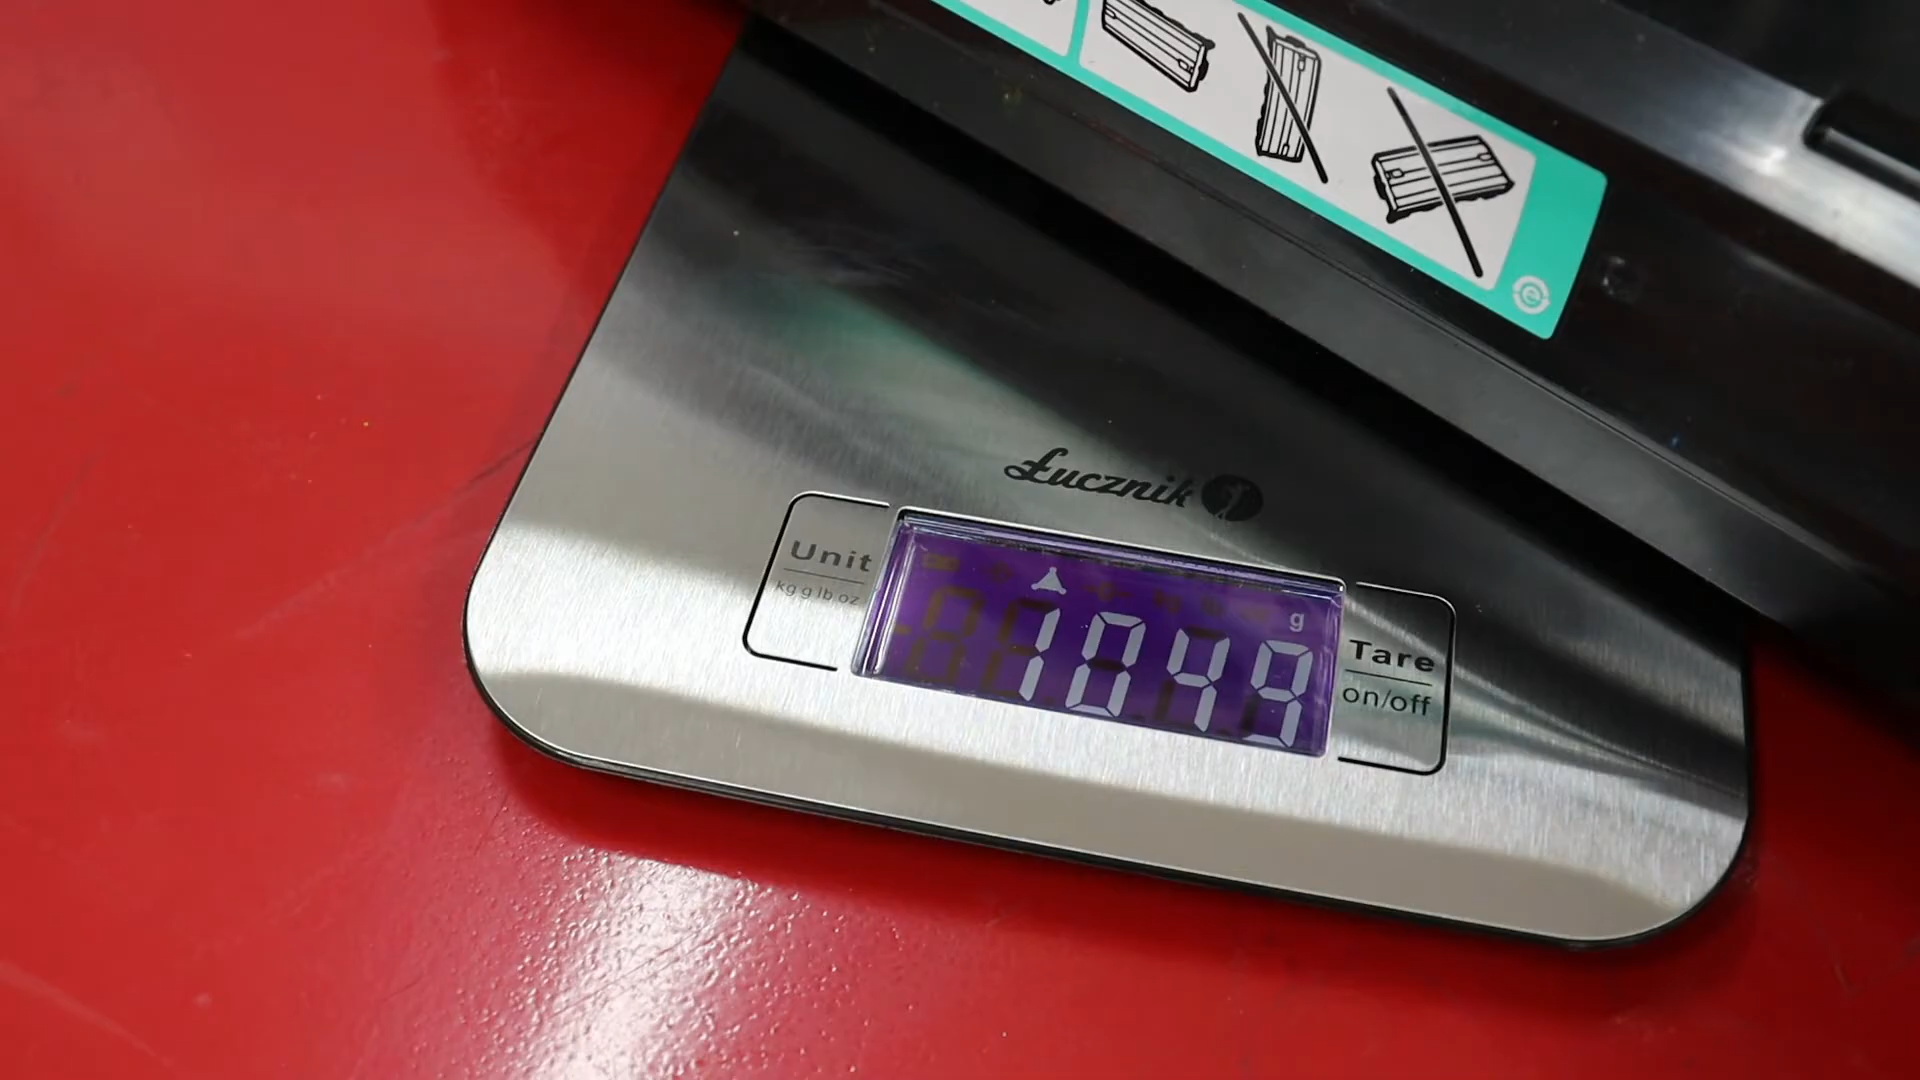 Łucznik
Unit
kg g lb oz
g
1049
Tare
on/off
e